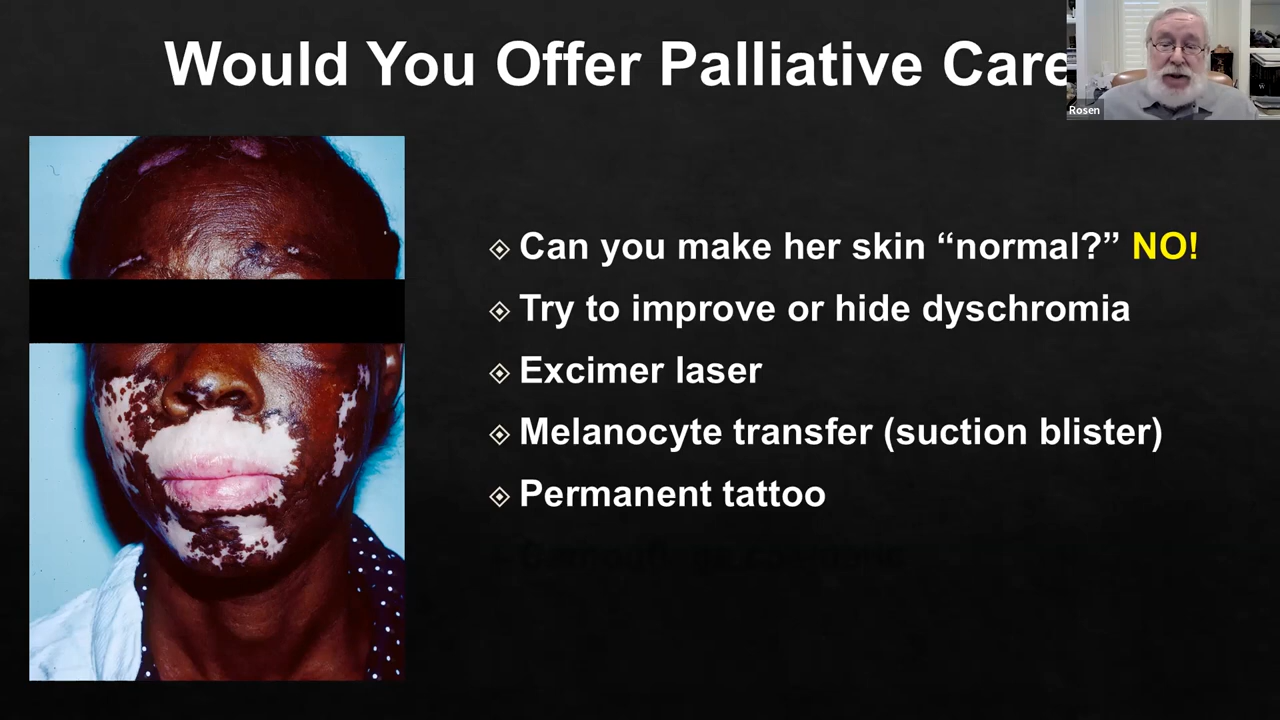 Would You Offer Palliative Care
Rosen
Can you make her skin “normal?” NO!
Try to improve or hide dyschromia
Excimer laser
Melanocyte transfer (suction blister)
Permanent tattoo